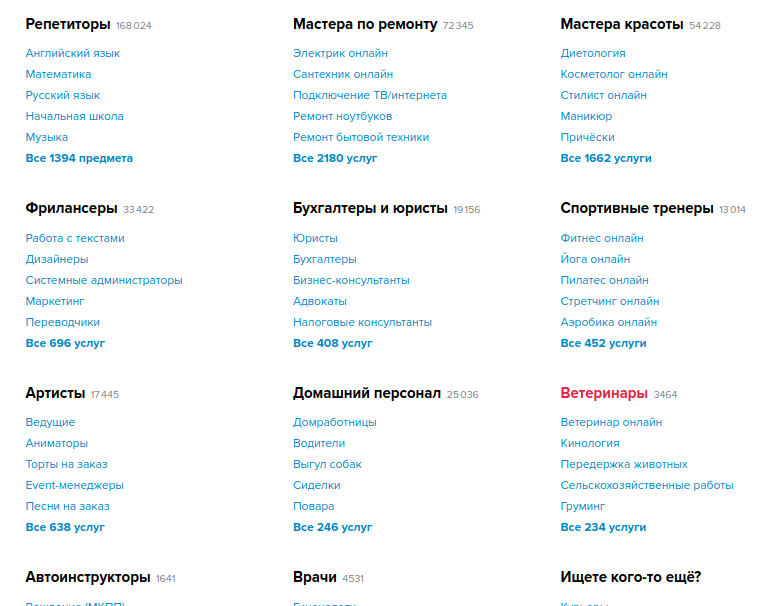 Репетиторы 168 024
Английский язык
Математика
Русский язык
Начальная школа
Музыка
Все 1394 предмета
Мастера по ремонту 72 345
Электрик онлайн
Сантехник онлайн
Подключение ТВ/интернета
Ремонт ноутбуков
Ремонт бытовой техники
Все 2180 услуг
Мастера красоты 54 228
Диетология
Косметолог онлайн
Стилист онлайн
Маникюр
Причёски
Все 1662 услуги
Фрилансеры 33 422
Работа с текстами
Дизайнеры
Системные администраторы
Маркетинг
Переводчики
Все 696 услуг
Бухгалтеры и юристы 19 156
Юристы
Бухгалтеры
Бизнес-консультанты
Адвокаты
Налоговые консультанты
Все 408 услуг
Спортивные тренеры 13 014
Фитнес онлайн
Йога онлайн
Пилатес онлайн
Стретчинг онлайн
Аэробика онлайн
Все 452 услуги
Артисты 17 445
Ведущие
Аниматоры
Торты на заказ
Event-менеджеры
Песни на заказ
Все 638 услуг
Домашний персонал 25 036
Домработницы
Водители
Выгул собак
Сиделки
Повара
Все 246 услуг
Ветеринары 3464
Ветеринар онлайн
Кинология
Передержка животных
Сельскохозяйственные работы
Груминг
Все 234 услуги
Автоинструкторы 1641
Врачи 4531
Ищете кого-то ещё?